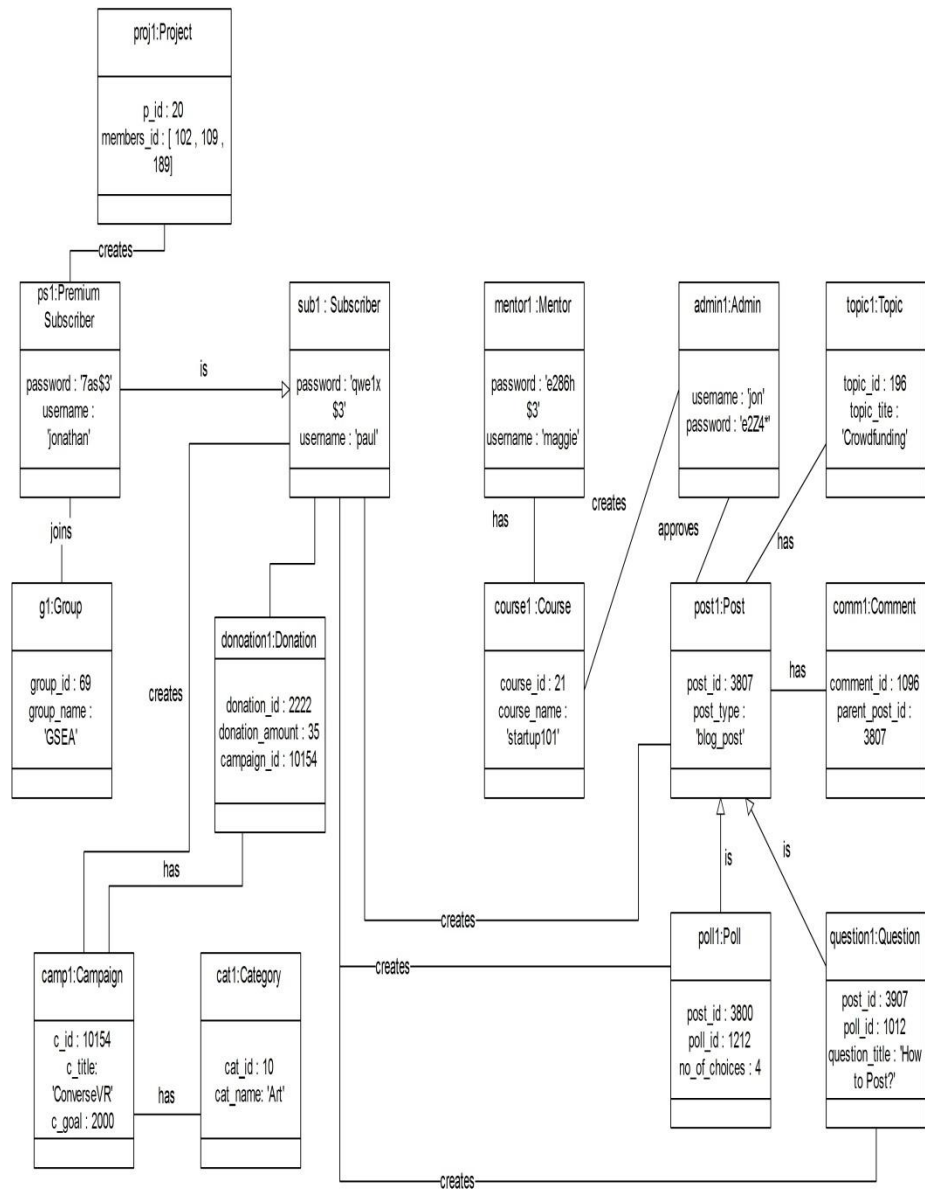 proj1:Project
p_id : 20
members_id : [ 102 , 109 ,
189]
creates
ps1:Premium
Subscriber
password : '7as$3'
username :
'jonathan'
is
sub1 : Subscriber
password : 'qwe1x
$3'
username : 'paul'
mentor1 :Mentor
password : 'e286h
$3'
username : 'maggie'
admin1:Admin
username : 'jon'
password : 'e2Z4*'
topic1:Topic
topic_id : 196
topic_tite :
'Crowdfunding'
joins
has
creates
approves
has
g1:Group
group_id : 69
group_name :
'GSEA'
creates
donoation1:Donation
donation_id : 2222
donation_amount : 35
campaign_id : 10154
course1 :Course
course_id : 21
course_name :
'startup101'
post1:Post
post_id : 3807
post_type :
'blog_post'
has
comm1:Comment
comment_id : 1096
parent_post_id :
3807
has
is
is
creates
creates
camp1:Campaign
c_id : 10154
c_title:
'ConverseVR'
c_goal : 2000
has
cat1:Category
cat_id : 10
cat_name: 'Art'
poll1:Poll
post_id : 3800
poll_id : 1212
no_of_choices : 4
question1:Question
post_id : 3907
poll_id : 1012
question_title : 'How
to Post?'
creates